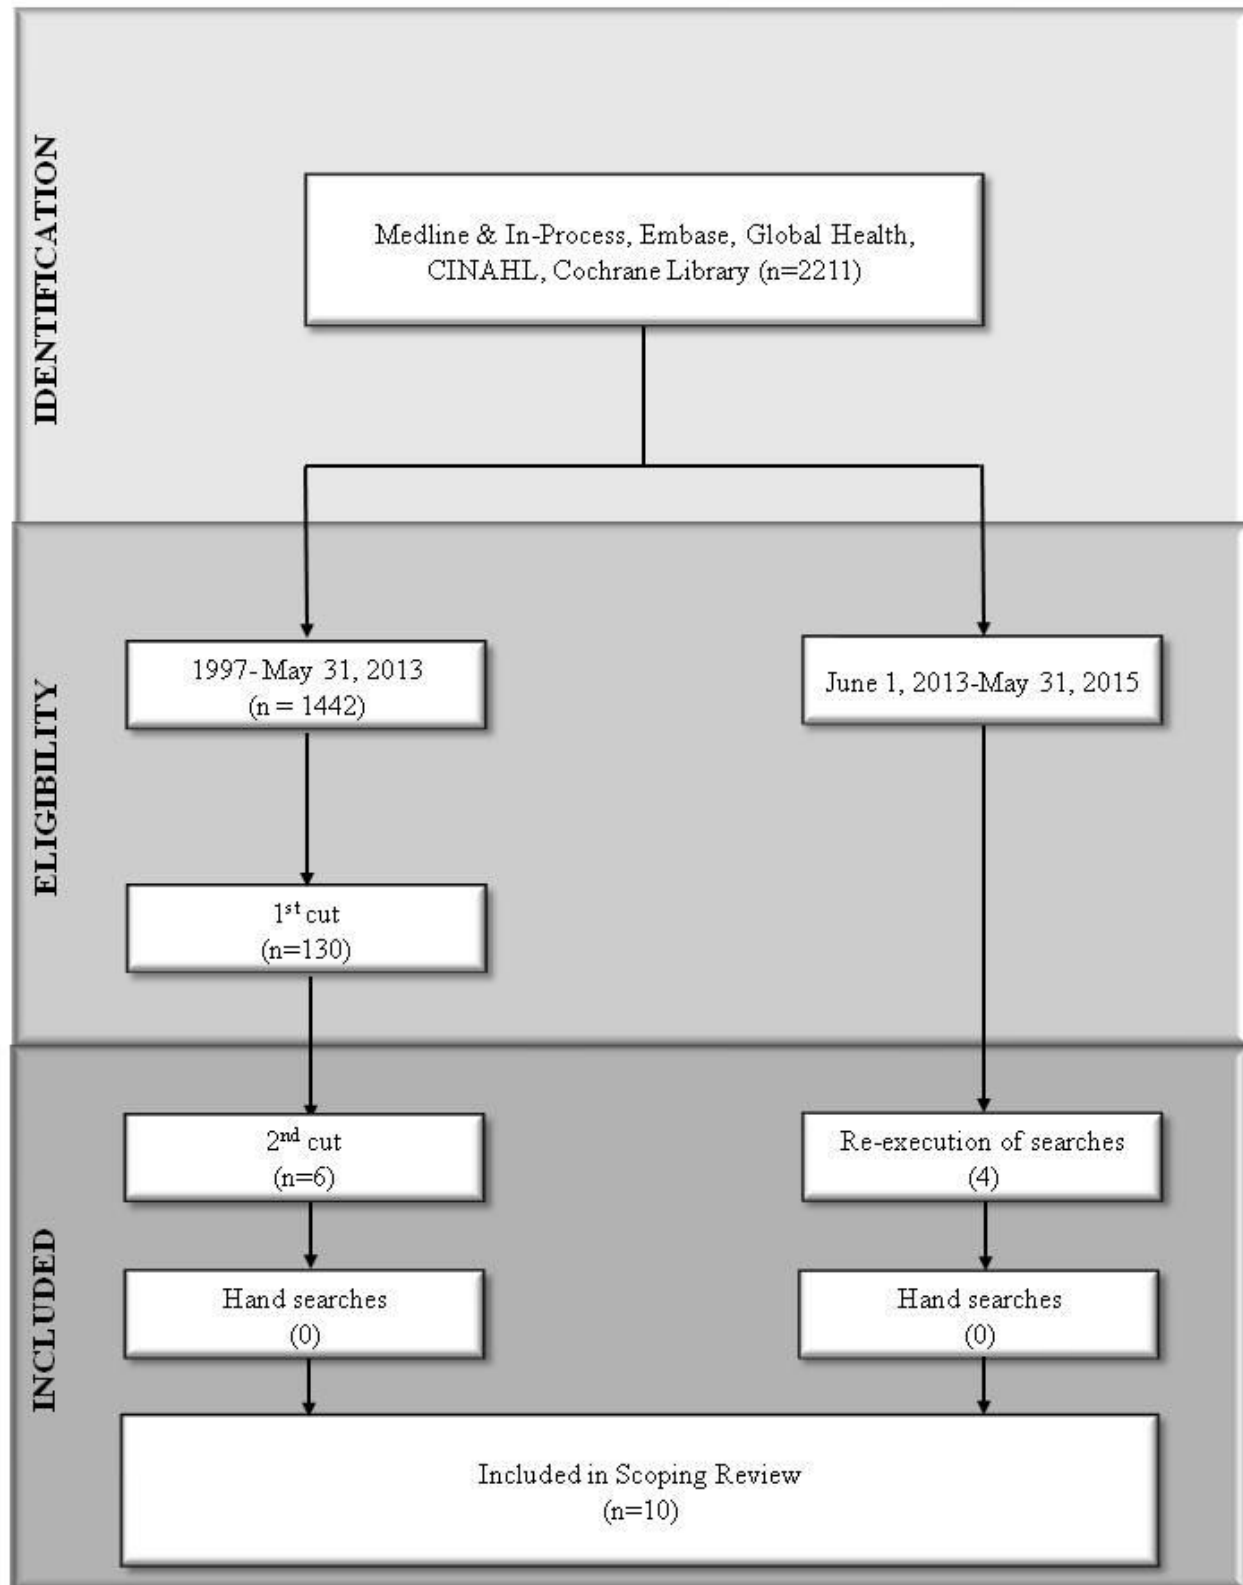 IDENTIFICATION
Medline & In-Process, Embase, Global Health,
CINAHL, Cochrane Library (n=2211)
ELIGIBILITY
1997- May 31, 2013
(n = 1442)
June 1, 2013-May 31, 2015
1st cut
(n=130)
INCLUDED
2nd cut
(n=6)
Re-execution of searches
(4)
Hand searches
(0)
Hand searches
(0)
Included in Scoping Review
(n=10)